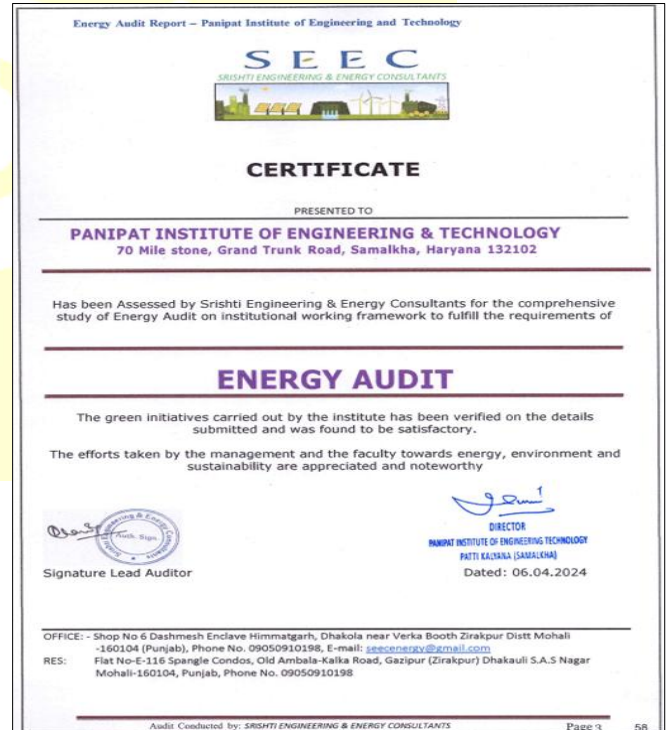 Energy Audit Report – Panipat Institute of Engineering and Technology
S E E C
SRISHTI ENGINEERING & ENERGY CONSULTANTS
CERTIFICATE
PRESENTED TO
PANIPAT INSTITUTE OF ENGINEERING & TECHNOLOGY
70 Mile stone, Grand Trunk Road, Samalkha, Haryana 132102
Has been Assessed by Srishti Engineering & Energy Consultants for the comprehensive
study of Energy Audit on institutional working framework to fulfill the requirements of
ENERGY AUDIT
The green initiatives carried out by the institute has been verified on the details
submitted and was found to be satisfactory.
The efforts taken by the management and the faculty towards energy, environment and
sustainability are appreciated and noteworthy
Srishti Engineering & Energy Consultants
Auth. Sign.
Signature Lead Auditor
DIRECTOR
PANIPAT INSTITUTE OF ENGINEERING TECHNOLOGY
PATTI KALYANA (SAMALKHA)
Dated: 06.04.2024
OFFICE: - Shop No 6 Dashmesh Enclave Himmatgarh, Dhakola near Verka Booth Zirakpur Distt Mohali
-160104 (Punjab), Phone No. 09050910198, E-mail: seecenergy@gmail.com
RES: Flat No-E-116 Spangle Condos, Old Ambala-Kalka Road, Gazipur (Zirakpur) Dhakauli S.A.S Nagar
Mohali-160104, Punjab, Phone No. 09050910198
Audit Conducted by: SRISHTI ENGINEERING & ENERGY CONSULTANTS Page 3 58